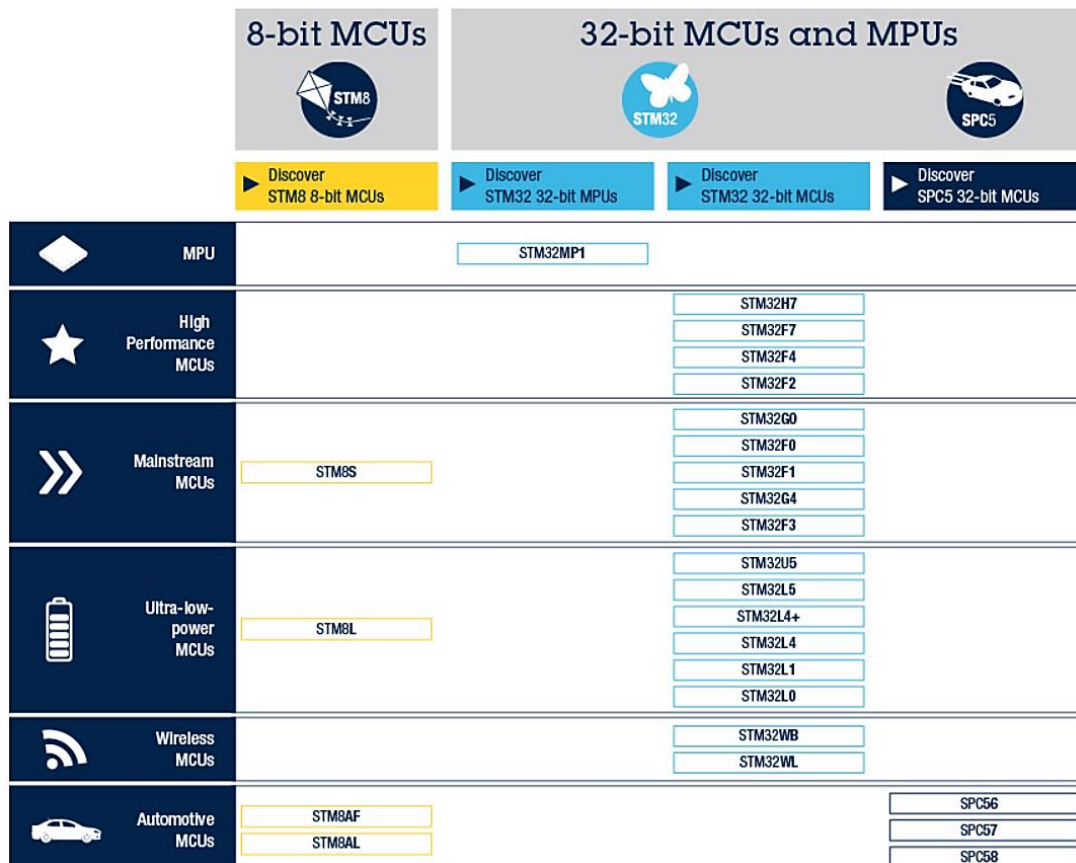 8-bit MCUs
32-bit MCUs and MPUs
STM8
STM32
SPC5
Discover
STM8 8-bit MCUs
Discover
STM32 32-bit MPUs
Discover
STM32 32-bit MCUs
Discover
SPC5 32-bit MCUs
MPU
STM32MP1
High
Performance
MCUs
STM32H7
STM32F7
STM32F4
STM32F2
Mainstream
MCUs
STM8S
STM32G0
STM32F0
STM32F1
STM32G4
STM32F3
Ultra-low-
power
MCUs
STM8L
STM32U5
STM32L5
STM32L4+
STM32L4
STM32L1
STM32L0
Wireless
MCUs
STM32WB
STM32WL
Automotive
MCUs
STM8AF
STM8AL
SPC56
SPC57
SPC58